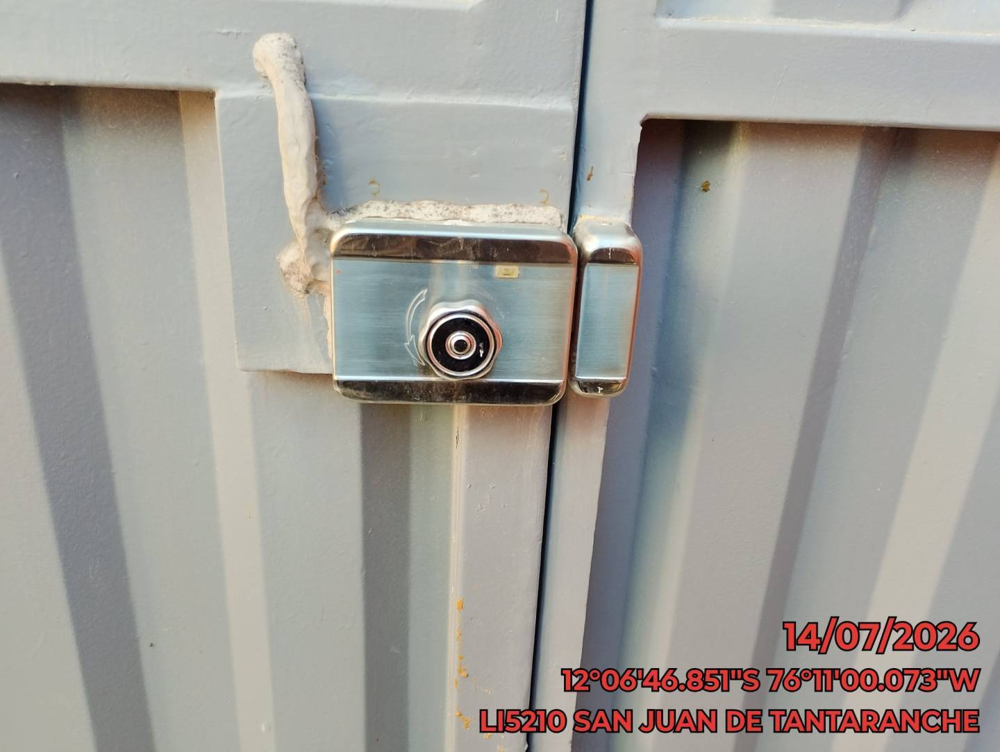 14/07/2026
12°06'46.851"S 76°11'00.073"W
LI5210 SAN JUAN DE TANTARANCHE